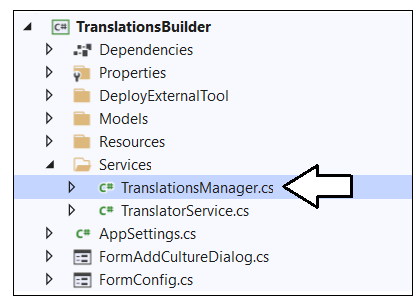 C# TranslationsBuilder
Dependencies
Properties
DeployExternalTool
Models
Resources
Services
C# TranslationsManager.cs
C# TranslatorService.cs
C# AppSettings.cs
FormAddCultureDialog.cs
FormConfig.cs